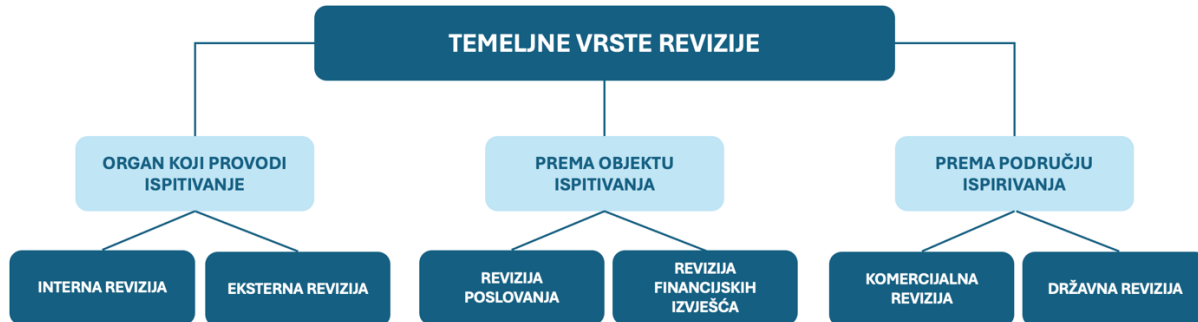 TEMELJNE VRSTE REVIZIJE
ORGAN KOJI PROVODI
ISPITIVANJE
PREMA OBJEKTU
ISPITIVANJA
PREMA PODRUČJU
ISPIRIVANJA
INTERNA REVIZIJA
EKSTERNA REVIZIJA
REVIZIJA
POSLOVANJA
REVIZIJA
FINANCIJSKIH
IZVJEŠĆA
KOMERCIJALNA
REVIZIJA
DRŽAVNA REVIZIJA